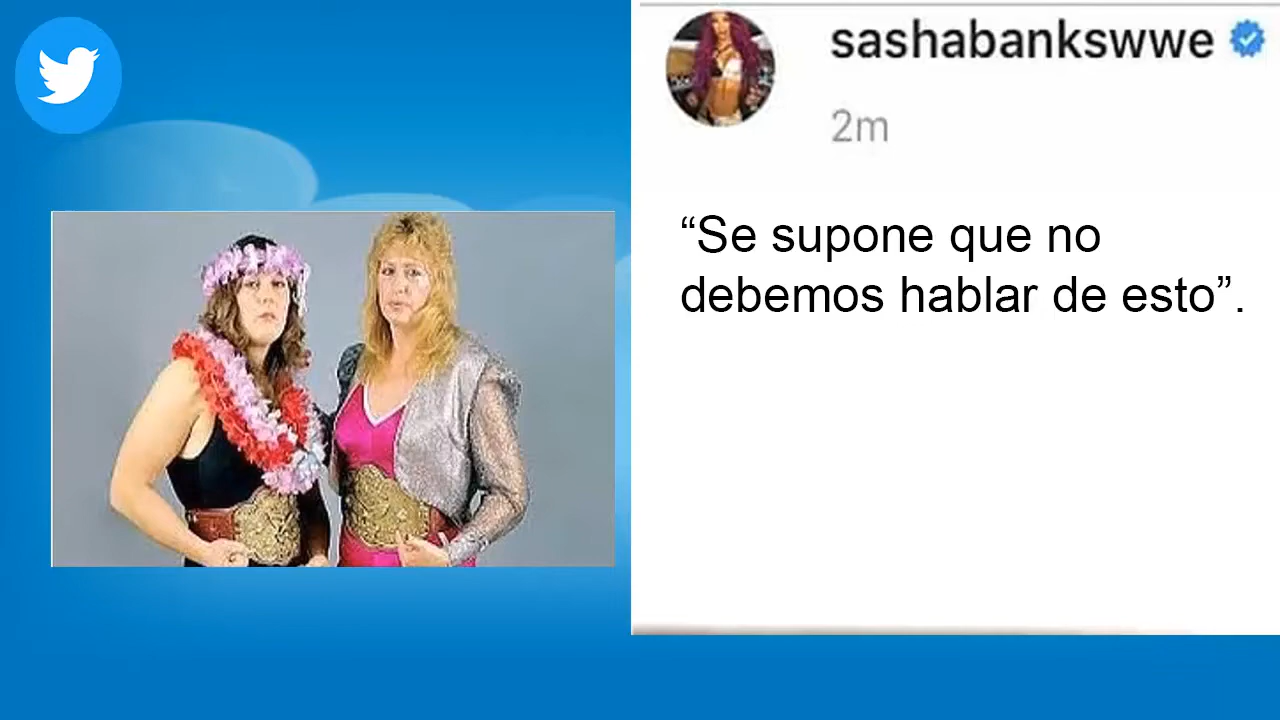 sashabankswwe
2m
“Se supone que no
debemos hablar de esto”.